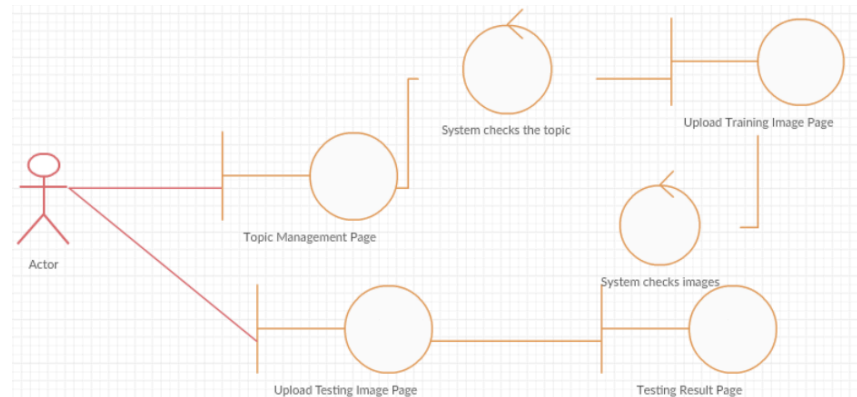 System checks the topic
Upload Training Image Page
Topic Management Page
Actor
System checks images
Upload Testing Image Page
Testing Result Page